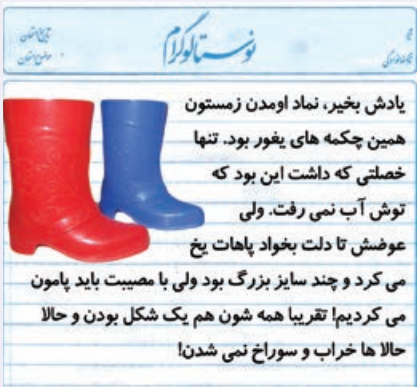 نوستالوگرام
یادش بخیر، نماد اومدن زمستون
همین چکمه های یغور بود. تنها
خصلتی که داشت این بود که
توش آب نمی رفت. ولی
عوضش تا دلت بخواد پاهات یخ
می کرد و چند سایز بزرگ بود ولی با مصیبت باید پامون
می کردیم! تقریبا همه شون هم یک شکل بودن و حالا
حالا ها خراب و سوراخ نمی شدن!